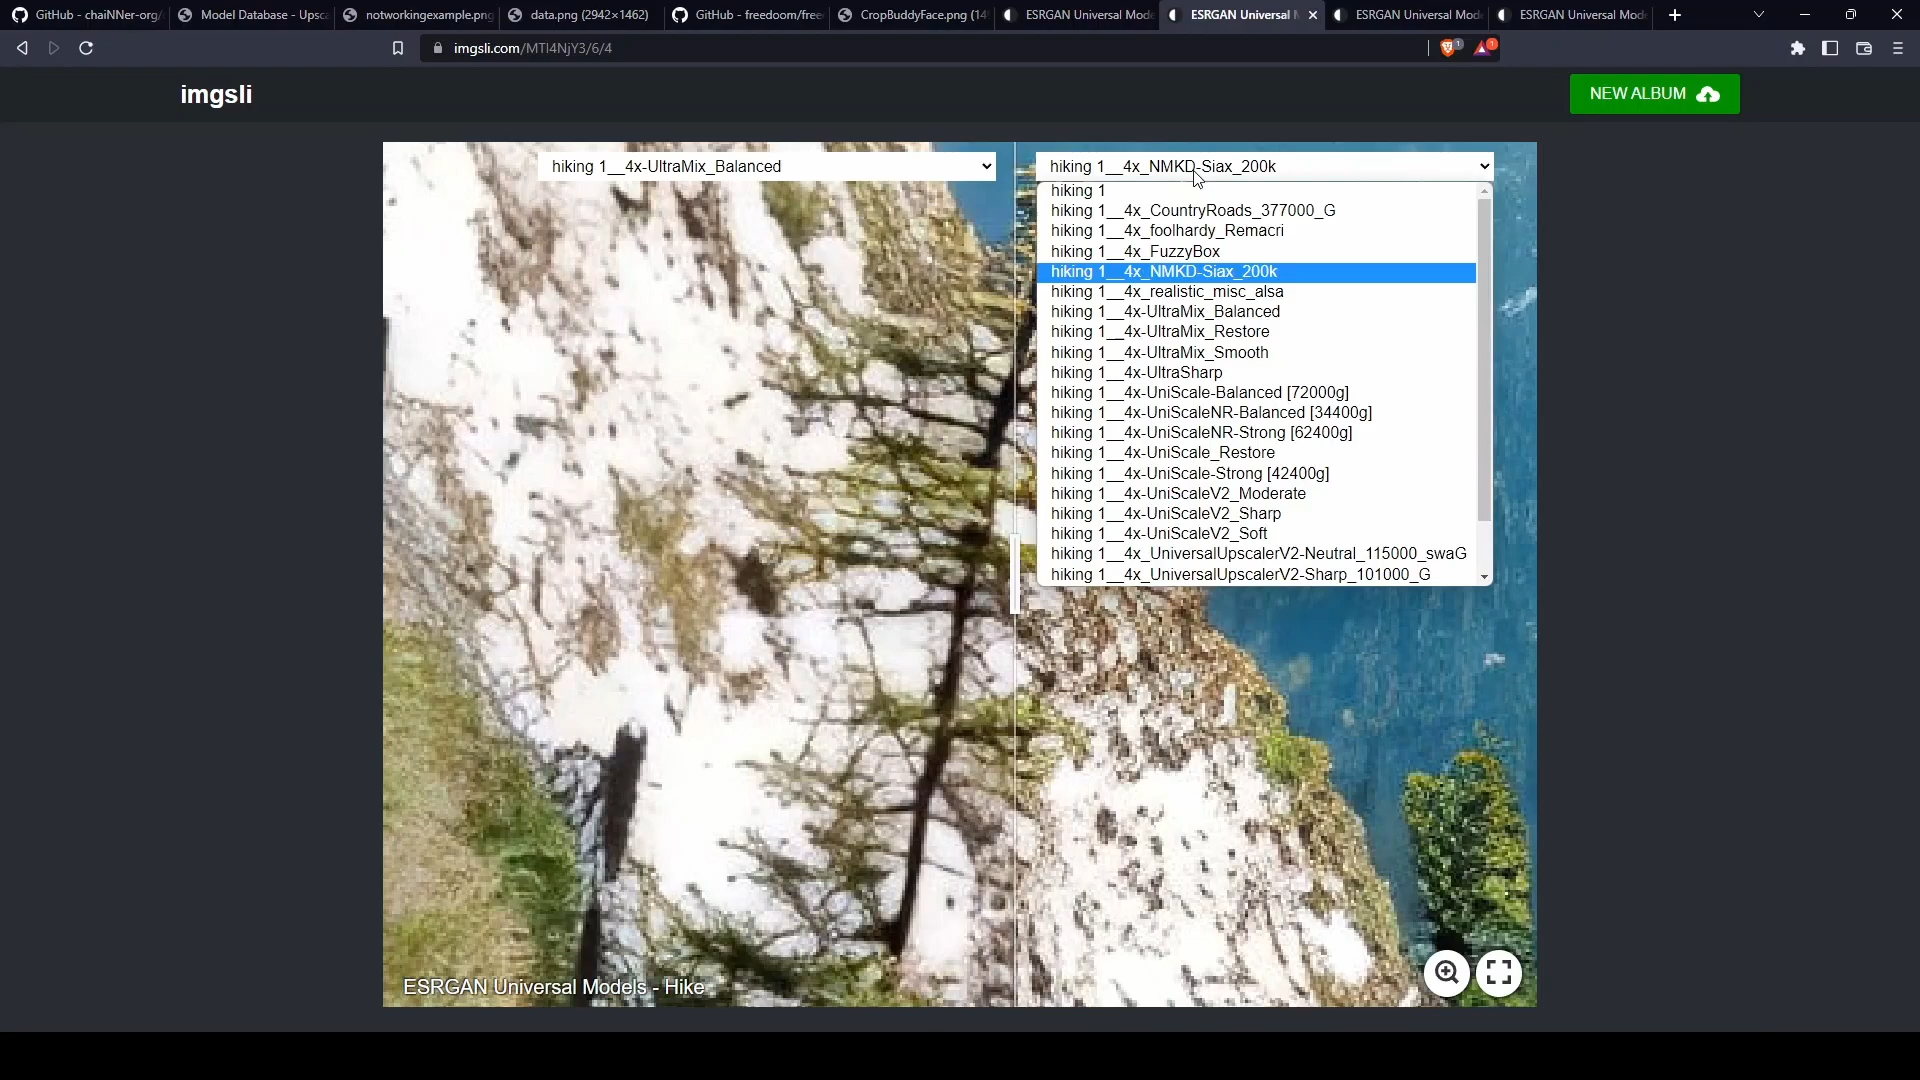 GitHub - chaiNNer-org/
Model Database - Upsc
notworkingexample.png
data.png (2942×1462)
GitHub - freedoom/free
CropBuddyFace.png (14
ESRGAN Universal Mode
ESRGAN Universal M
ESRGAN Universal Mode
ESRGAN Universal Mode
imgsli.com/MTI4NjY3/6/4
1
1
imgsli
NEW ALBUM
hiking 1__4x-UltraMix_Balanced
hiking 1__4x_NMKD-Siax_200k
hiking 1
hiking 1__4x_CountryRoads_377000_G
hiking 1__4x_foolhardy_Remacri
hiking 1__4x_FuzzyBox
hiking 1__4x_NMKD-Siax_200k
hiking 1__4x_realistic_misc_alsa
hiking 1__4x-UltraMix_Balanced
hiking 1__4x-UltraMix_Restore
hiking 1__4x-UltraMix_Smooth
hiking 1__4x-UltraSharp
hiking 1__4x-UniScale-Balanced [72000g]
hiking 1__4x-UniScaleNR-Balanced [34400g]
hiking 1__4x-UniScaleNR-Strong [62400g]
hiking 1__4x-UniScale_Restore
hiking 1__4x-UniScale-Strong [42400g]
hiking 1__4x-UniScaleV2_Moderate
hiking 1__4x-UniScaleV2_Sharp
hiking 1__4x-UniScaleV2_Soft
hiking 1__4x_UniversalUpscalerV2-Neutral_115000_swaG
hiking 1__4x_UniversalUpscalerV2-Sharp_101000_G
ESRGAN Universal Models - Hike